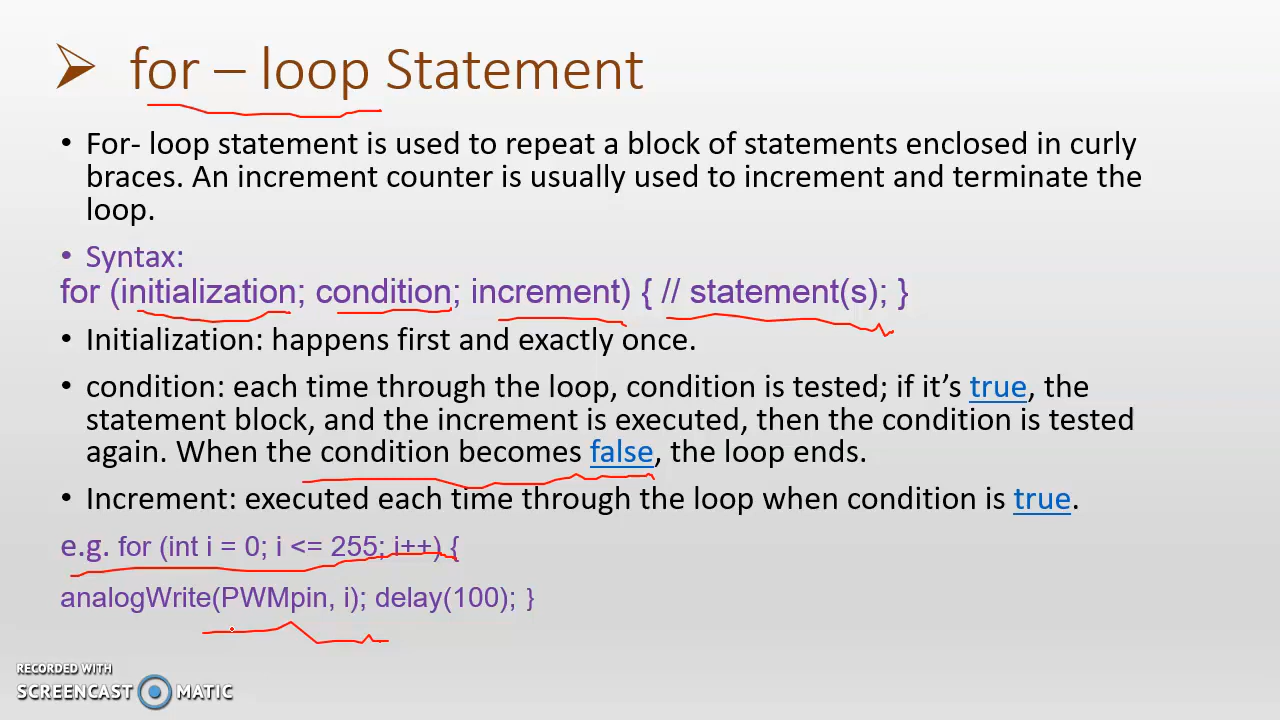 ➢ for – loop Statement
• For- loop statement is used to repeat a block of statements enclosed in curly
braces. An increment counter is usually used to increment and terminate the
loop.
• Syntax:
for (initialization; condition; increment) { // statement(s); }
• Initialization: happens first and exactly once.
• condition: each time through the loop, condition is tested; if it’s true, the
statement block, and the increment is executed, then the condition is tested
again. When the condition becomes false, the loop ends.
• Increment: executed each time through the loop when condition is true.
e.g. for (int i = 0; i <= 255; i++) {
analogWrite(PWMpin, i); delay(100); }
RECORDED WITH
SCREENCAST MATIC